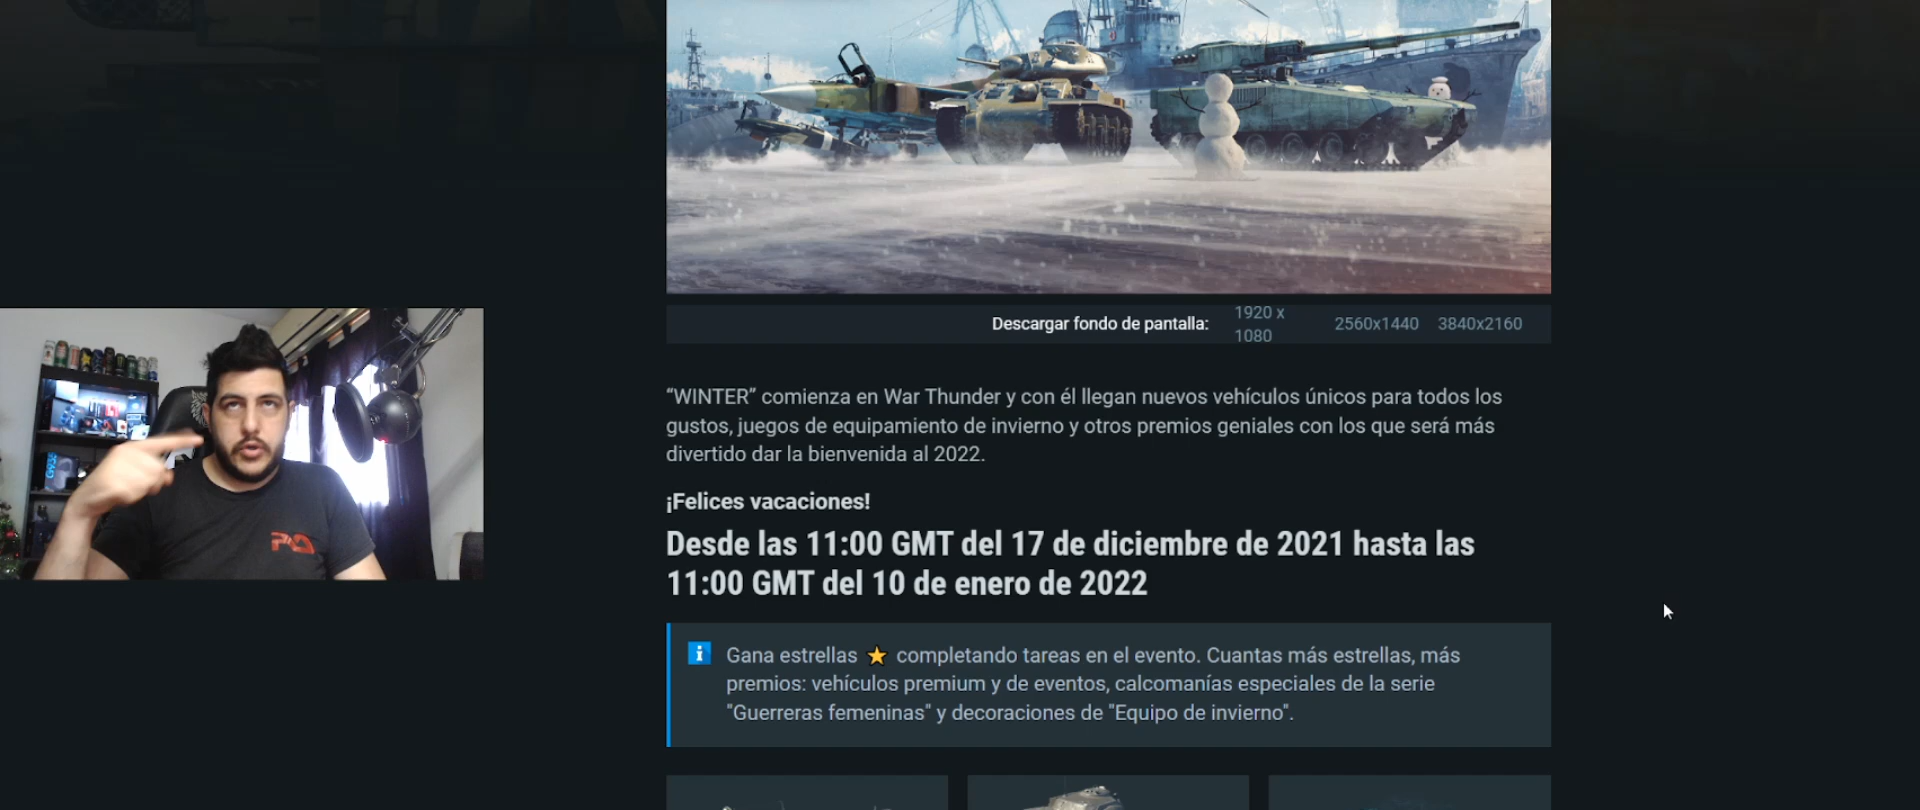 Descargar fondo de pantalla:
1920 x
1080
2560x1440
3840x2160
“WINTER” comienza en War Thunder y con él llegan nuevos vehículos únicos para todos los
gustos, juegos de equipamiento de invierno y otros premios geniales con los que será más
divertido dar la bienvenida al 2022.
¡Felices vacaciones!
Desde las 11:00 GMT del 17 de diciembre de 2021 hasta las
11:00 GMT del 10 de enero de 2022
Gana estrellas ⭐ completando tareas en el evento. Cuantas más estrellas, más
premios: vehículos premium y de eventos, calcomanías especiales de la serie
"Guerreras femeninas" y decoraciones de "Equipo de invierno".